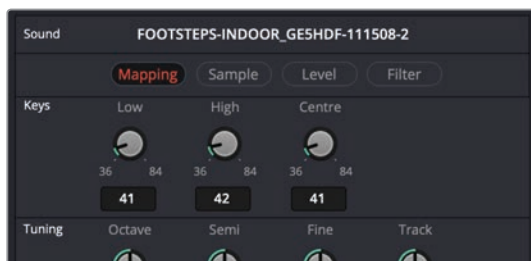 Sound FOOTSTEPS-INDOOR_GE5HDF-111508-2
Mapping Sample Level Filter
Keys Low High Centre
36 84 36 84 36 84
41 42 41
Tuning Octave Semi Fine Track